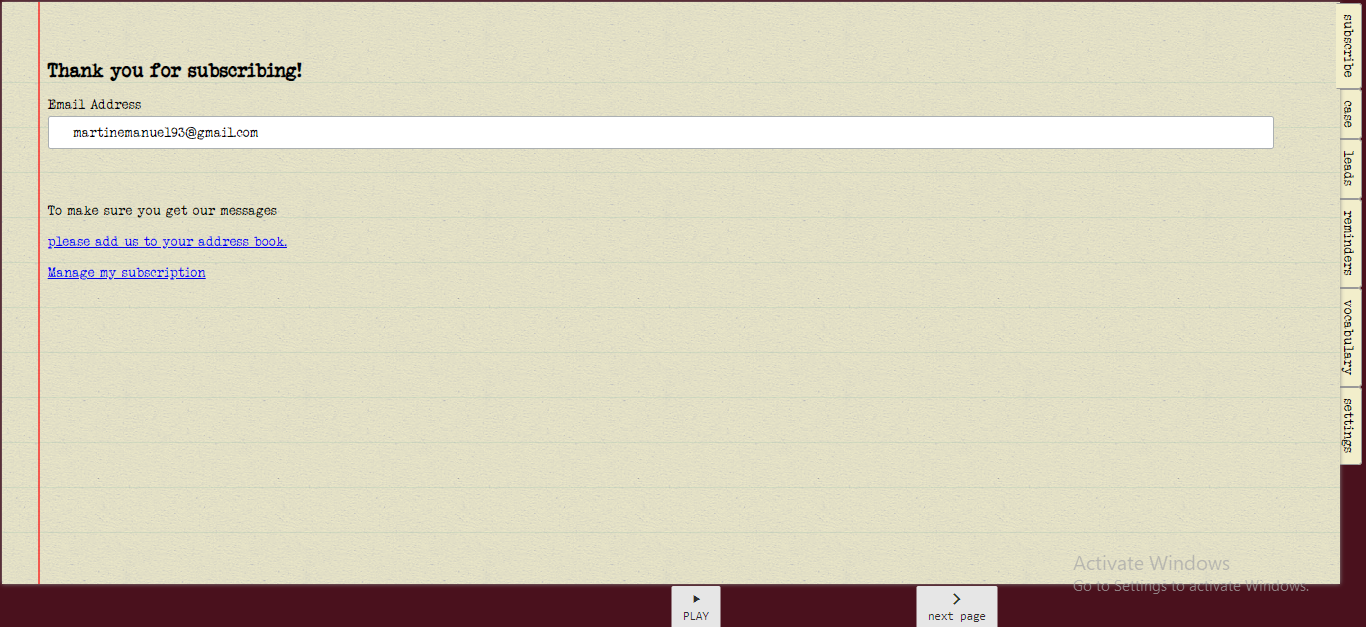 Thank you for subscribing!
Email Address
martinemanuel93@gmail.com
To make sure you get our messages
please add us to your address book.
Manage my subscription
subscribe
case
leads
reminders
vocabulary
settings
Activate Windows
Go to Settings to activate Windows.
PLAY
next page